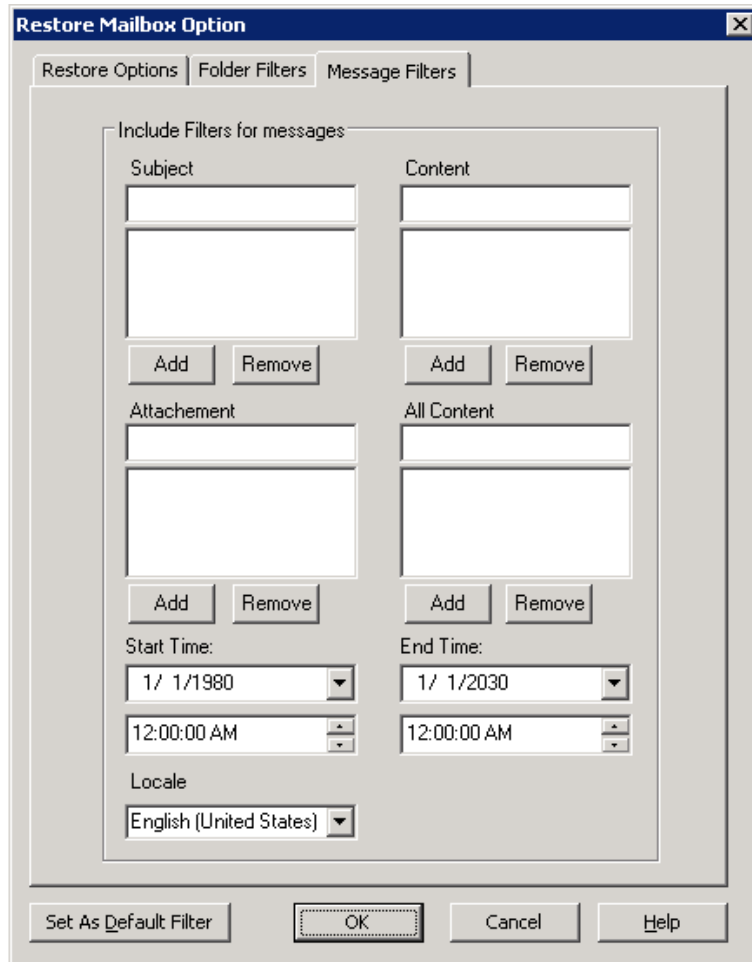 Restore Mailbox Option
Restore Options Folder Filters Message Filters
Include Filters for messages
Subject Content
Add Remove Add Remove
Attachement All Content
Add Remove Add Remove
Start Time: End Time:
1/ 1/1980 1/ 1/2030
12:00:00 AM 12:00:00 AM
Locale
English (United States)
Set As Default Filter OK Cancel Help